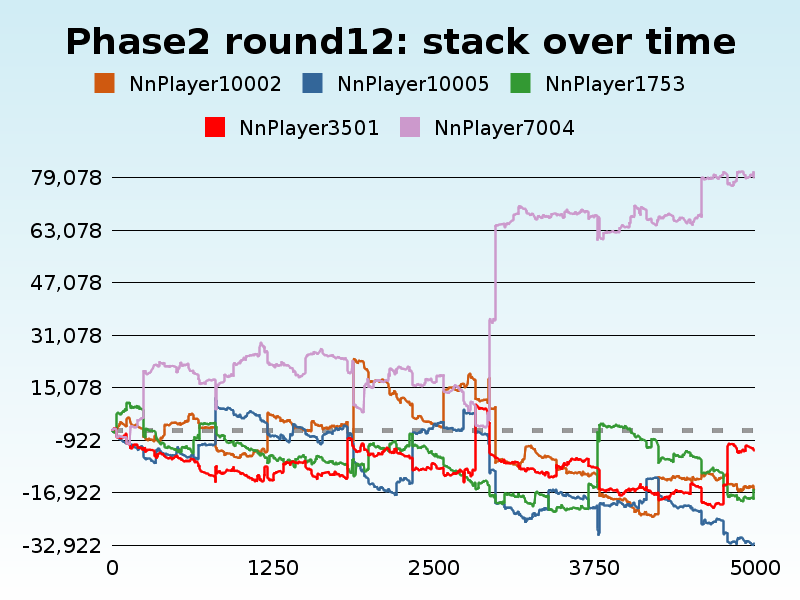 Phase2 round12: stack over time
NnPlayer10002 NnPlayer10005 NnPlayer1753
NnPlayer3501 NnPlayer7004
79,078
63,078
47,078
31,078
15,078
-922
-16,922
-32,922
0 1250 2500 3750 5000